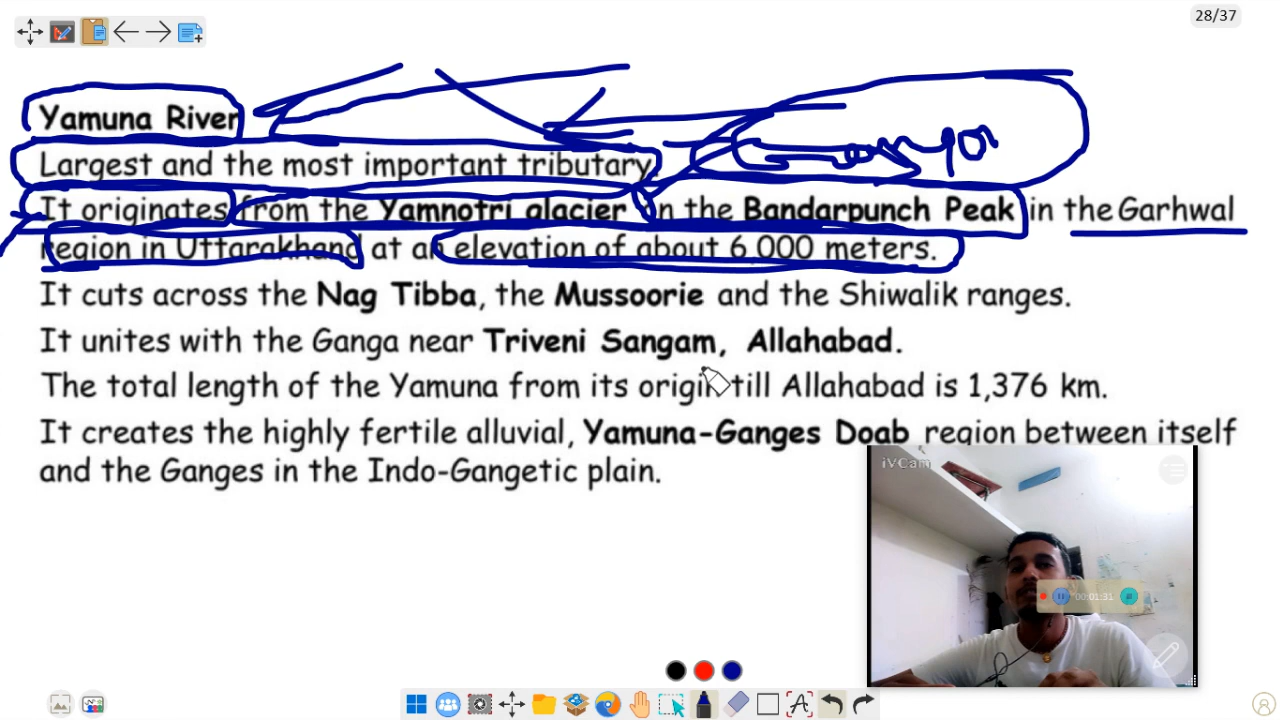 28/37
Yamuna River
Largest and the most important tributary
Ganga
It originates from the Yamnotri glacier on the Bandarpunch Peak in the Garhwal
region in Uttarakhand at an elevation of about 6,000 meters.
It cuts across the Nag Tibba, the Mussoorie and the Shiwalik ranges.
It unites with the Ganga near Triveni Sangam, Allahabad.
The total length of the Yamuna from its origin till Allahabad is 1,376 km.
It creates the highly fertile alluvial, Yamuna-Ganges Doab region between itself
and the Ganges in the Indo-Gangetic plain.
iVCam
00:01:31